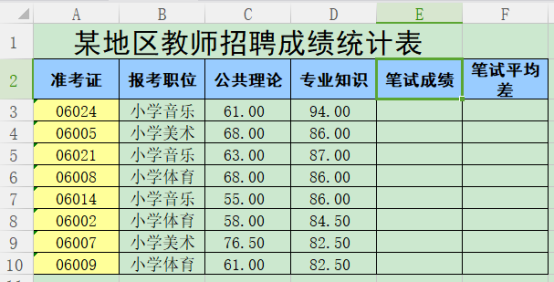 A B C D E F
1 某地区教师招聘成绩统计表
2 准考证 报考职位 公共理论 专业知识 笔试成绩 笔试平均
差
3 06024 小学音乐 61.00 94.00
4 06005 小学美术 68.00 86.00
5 06021 小学音乐 63.00 87.00
6 06008 小学体育 68.00 86.00
7 06014 小学音乐 55.00 86.00
8 06002 小学体育 58.00 84.50
9 06007 小学美术 76.50 82.50
10 06009 小学体育 61.00 82.50